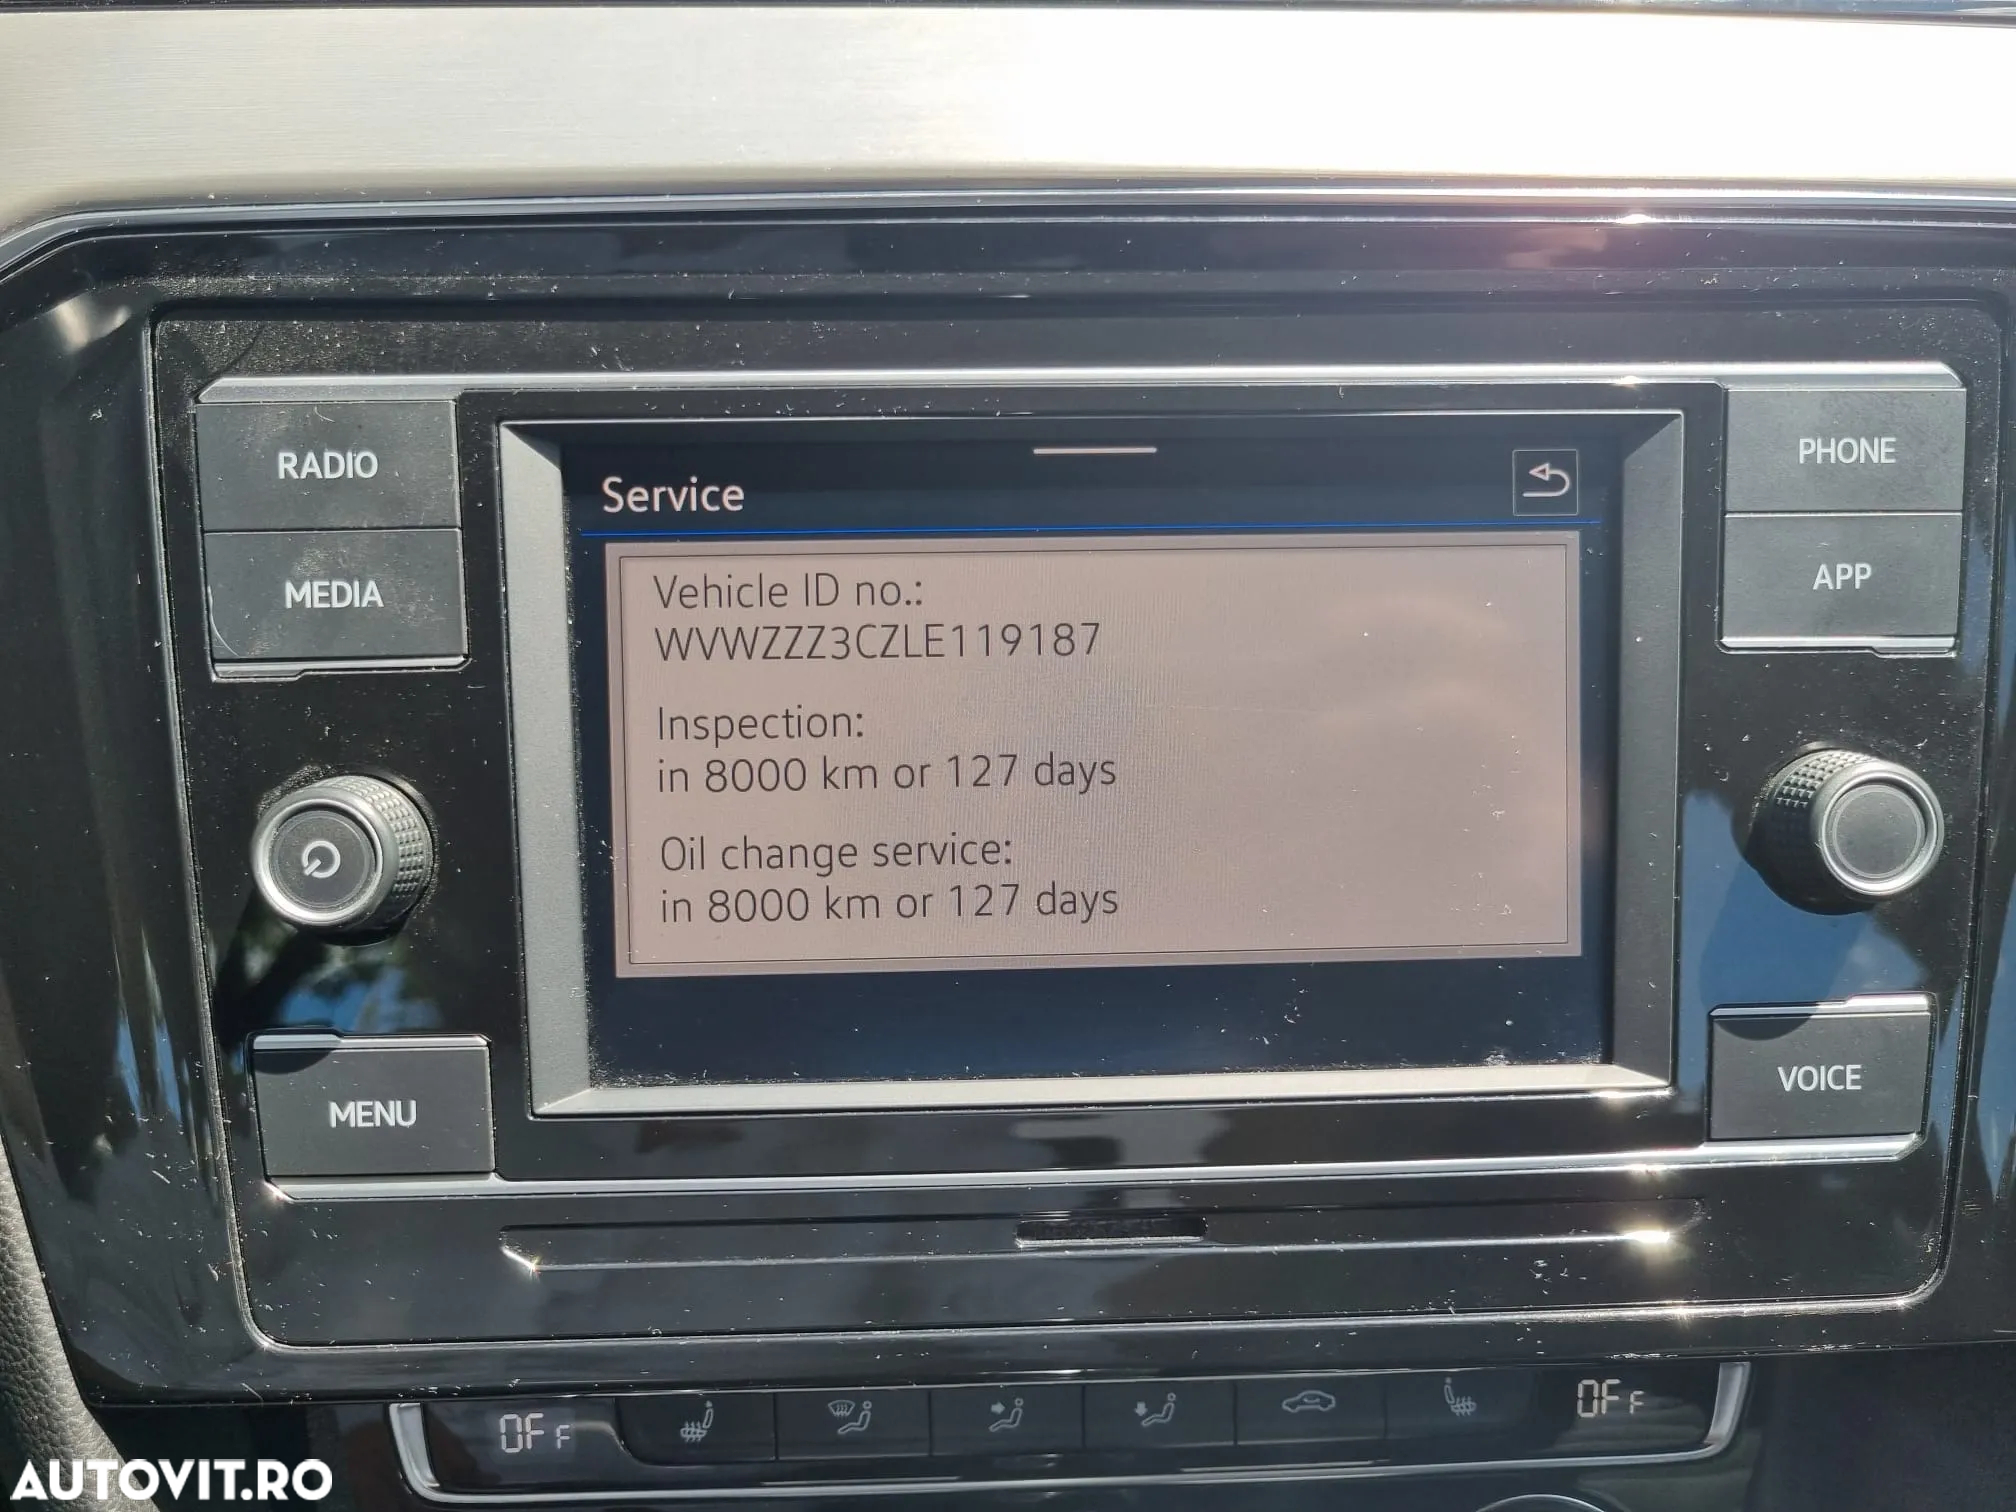 RADIO
MEDIA
MENU
Service
Vehicle ID no.:
WVWZZZ3CZLE119187
Inspection:
in 8000 km or 127 days
Oil change service:
in 8000 km or 127 days
PHONE
APP
VOICE
OFF
OFF
AUTOVIT.RO